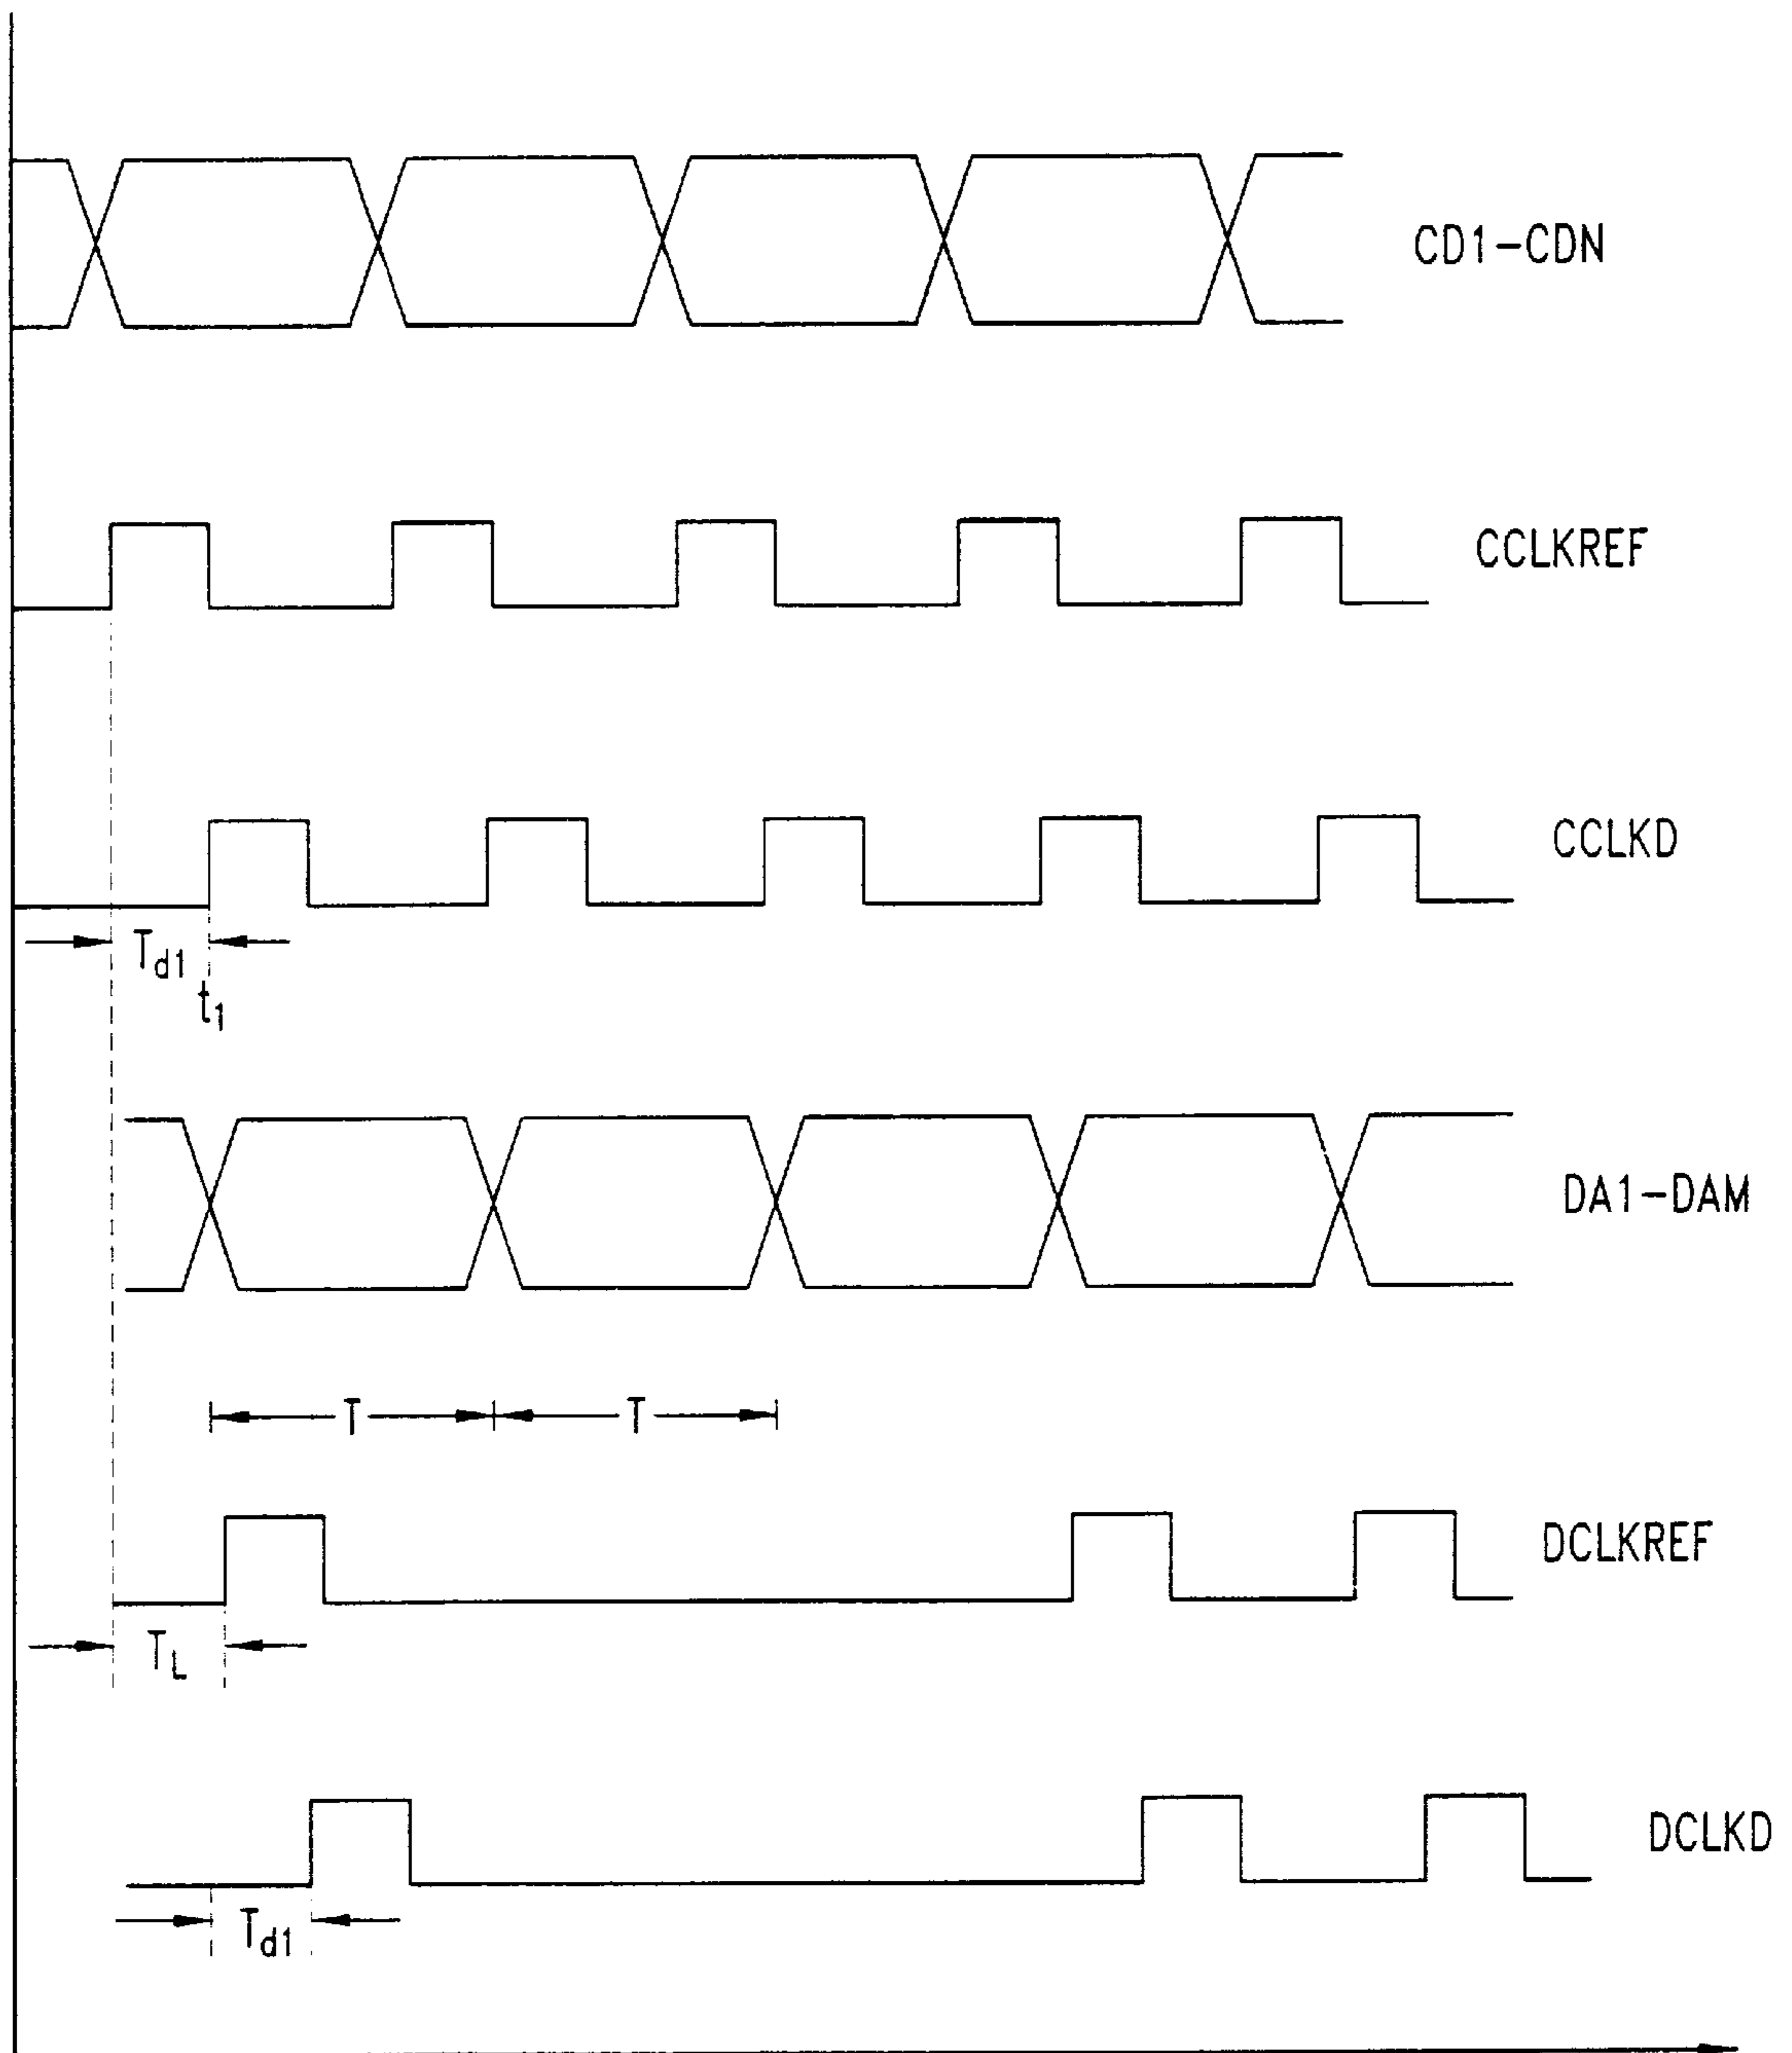 CD1-CDN
CCLKREF
CCLKD
Td1
t1
DA1-DAM
T T
DCLKREF
TL
DCLKD
Td1